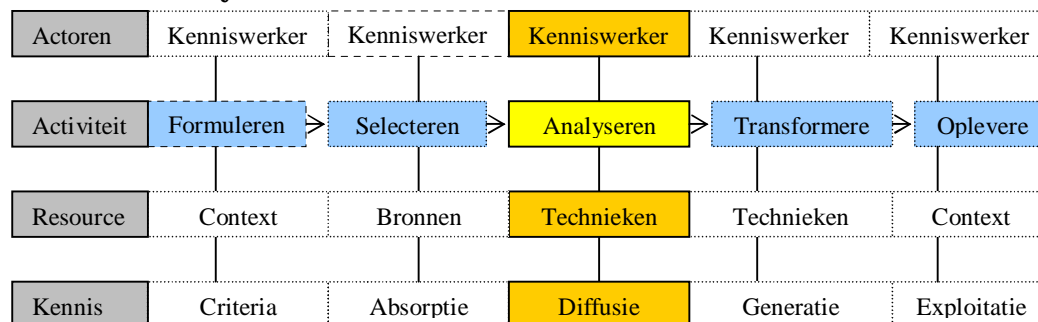 Actoren Kenniswerker Kenniswerker Kenniswerker Kenniswerker Kenniswerker
Activiteit Formuleren Selecteren Analyseren Transformere Oplevere
Resource Context Bronnen Technieken Technieken Context
Kennis Criteria Absorptie Diffusie Generatie Exploitatie